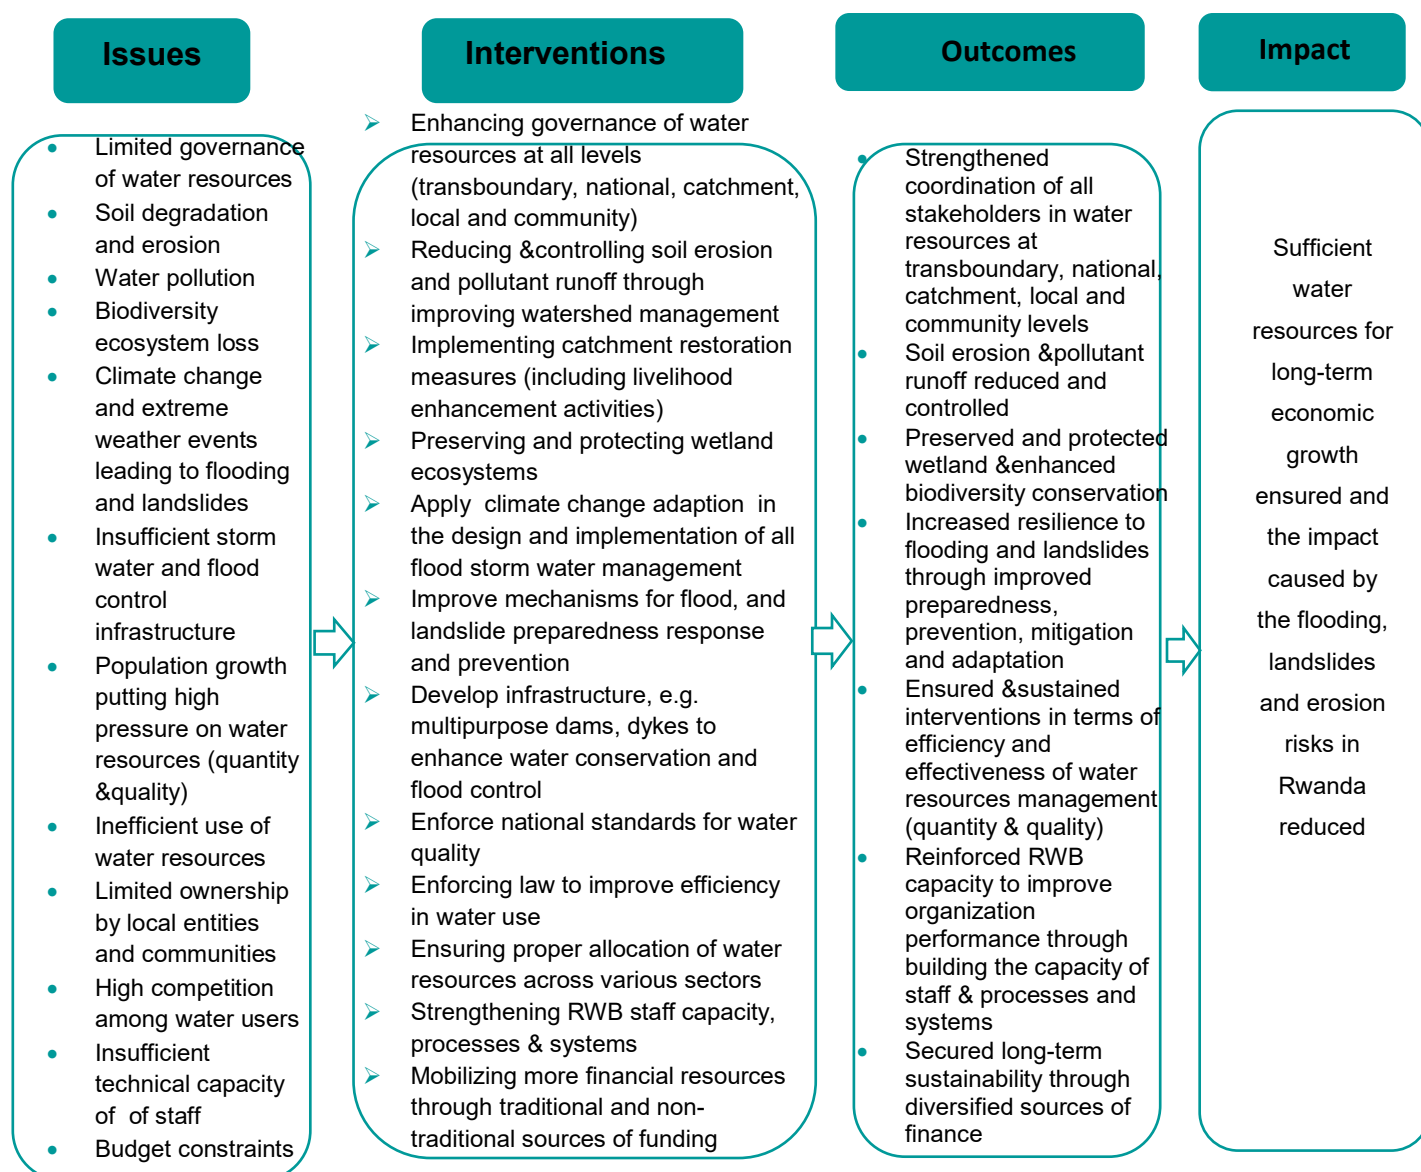 Issues
Limited governance
of water resources
Soil degradation
and erosion
Water pollution
Biodiversity
ecosystem loss
Climate change
and extreme
weather events
leading to flooding
and landslides
Insufficient storm
water and flood
control
infrastructure
Population growth
putting high
pressure on water
resources (quantity
&quality)
Inefficient use of
water resources
Limited ownership
by local entities
and communities
High competition
among water users
Insufficient
technical capacity
of  of staff
Budget constraints
Interventions
Enhancing governance of water
resources at all levels
(transboundary, national, catchment,
local and community)
Reducing &controlling soil erosion
and pollutant runoff through
improving watershed management
Implementing catchment restoration
measures (including livelihood
enhancement activities)
Preserving and protecting wetland
ecosystems
Apply  climate change adaption  in
the design and implementation of all
flood storm water management
Improve mechanisms for flood, and
landslide preparedness response
and prevention
Develop infrastructure, e.g.
multipurpose dams, dykes to
enhance water conservation and
flood control
Enforce national standards for water
quality
Enforcing law to improve efficiency
in water use
Ensuring proper allocation of water
resources across various sectors
Strengthening RWB staff capacity,
processes & systems
Mobilizing more financial resources
through traditional and non-
traditional sources of funding
Outcomes
Strengthened
coordination of all
stakeholders in water
resources at
transboundary, national,
catchment, local and
community levels
Soil erosion &pollutant
runoff reduced and
controlled
Preserved and protected
wetland &enhanced
biodiversity conservation
Increased resilience to
flooding and landslides
through improved
preparedness,
prevention, mitigation
and adaptation
Ensured &sustained
interventions in terms of
efficiency and
effectiveness of water
resources management
(quantity & quality)
Reinforced RWB
capacity to improve
organization
performance through
building the capacity of
staff & processes and
systems
Secured long-term
sustainability through
diversified sources of
finance
Impact
Sufficient
water
resources for
long-term
economic
growth
ensured and
the impact
caused by
the flooding,
landslides
and erosion
risks in
Rwanda
reduced